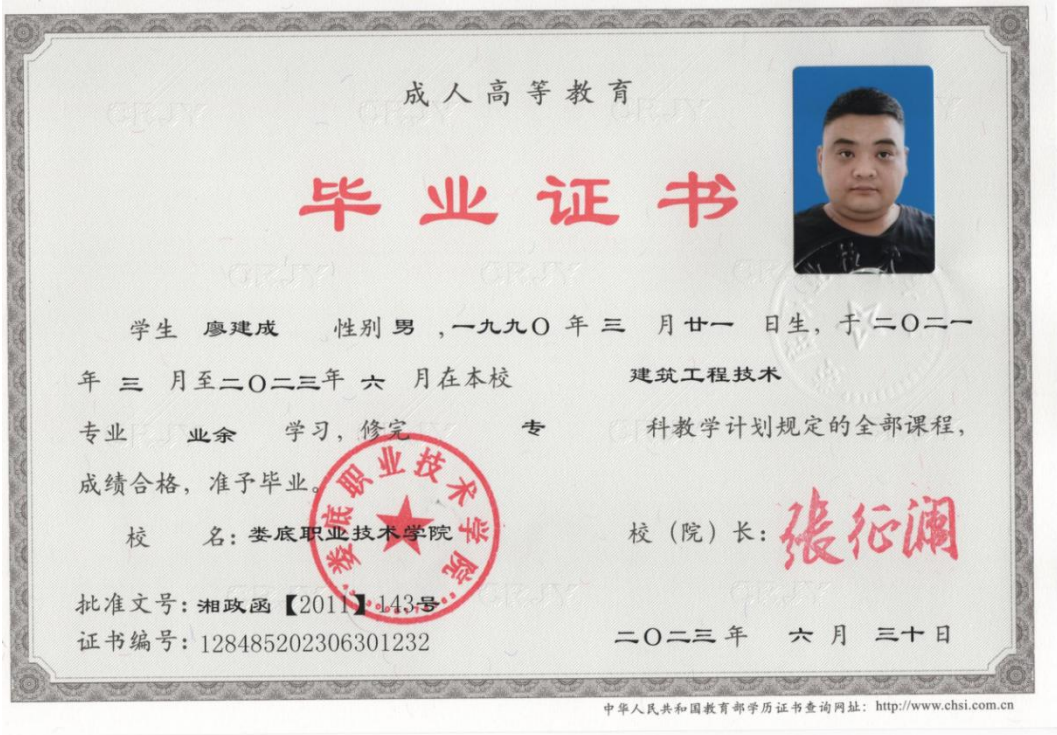 成人高等教育
毕业证书
学生 廖建成 性别 男 ,一九九〇 年 三 月 廿一 日生，于 二〇二一
年 三 月至二〇二三年 六 月在本校 建筑工程技术
专业 业余 学习，修完 专 科教学计划规定的全部课程，
成绩合格，准予毕业。
娄底职业技术学院
校 名：娄底职业技术学院 校（院）长：張征澜
批准文号：湘政函【2011】143号
证书编号：128485202306301232 二〇二三年 六月 三十日
中华人民共和国教育部学历证书查询网址：http://www.chsi.com.cn